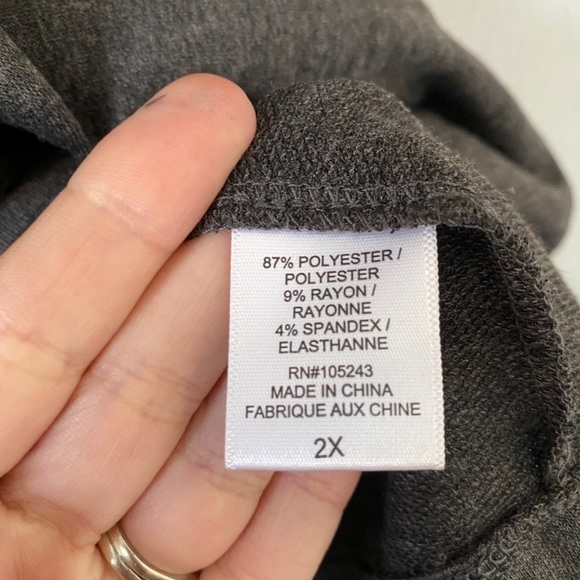 87% POLYESTER /
POLYESTER
9% RAYON /
RAYONNE
4% SPANDEX /
ELASTHANNE
RN#105243
MADE IN CHINA
FABRIQUE AUX CHINE
2X